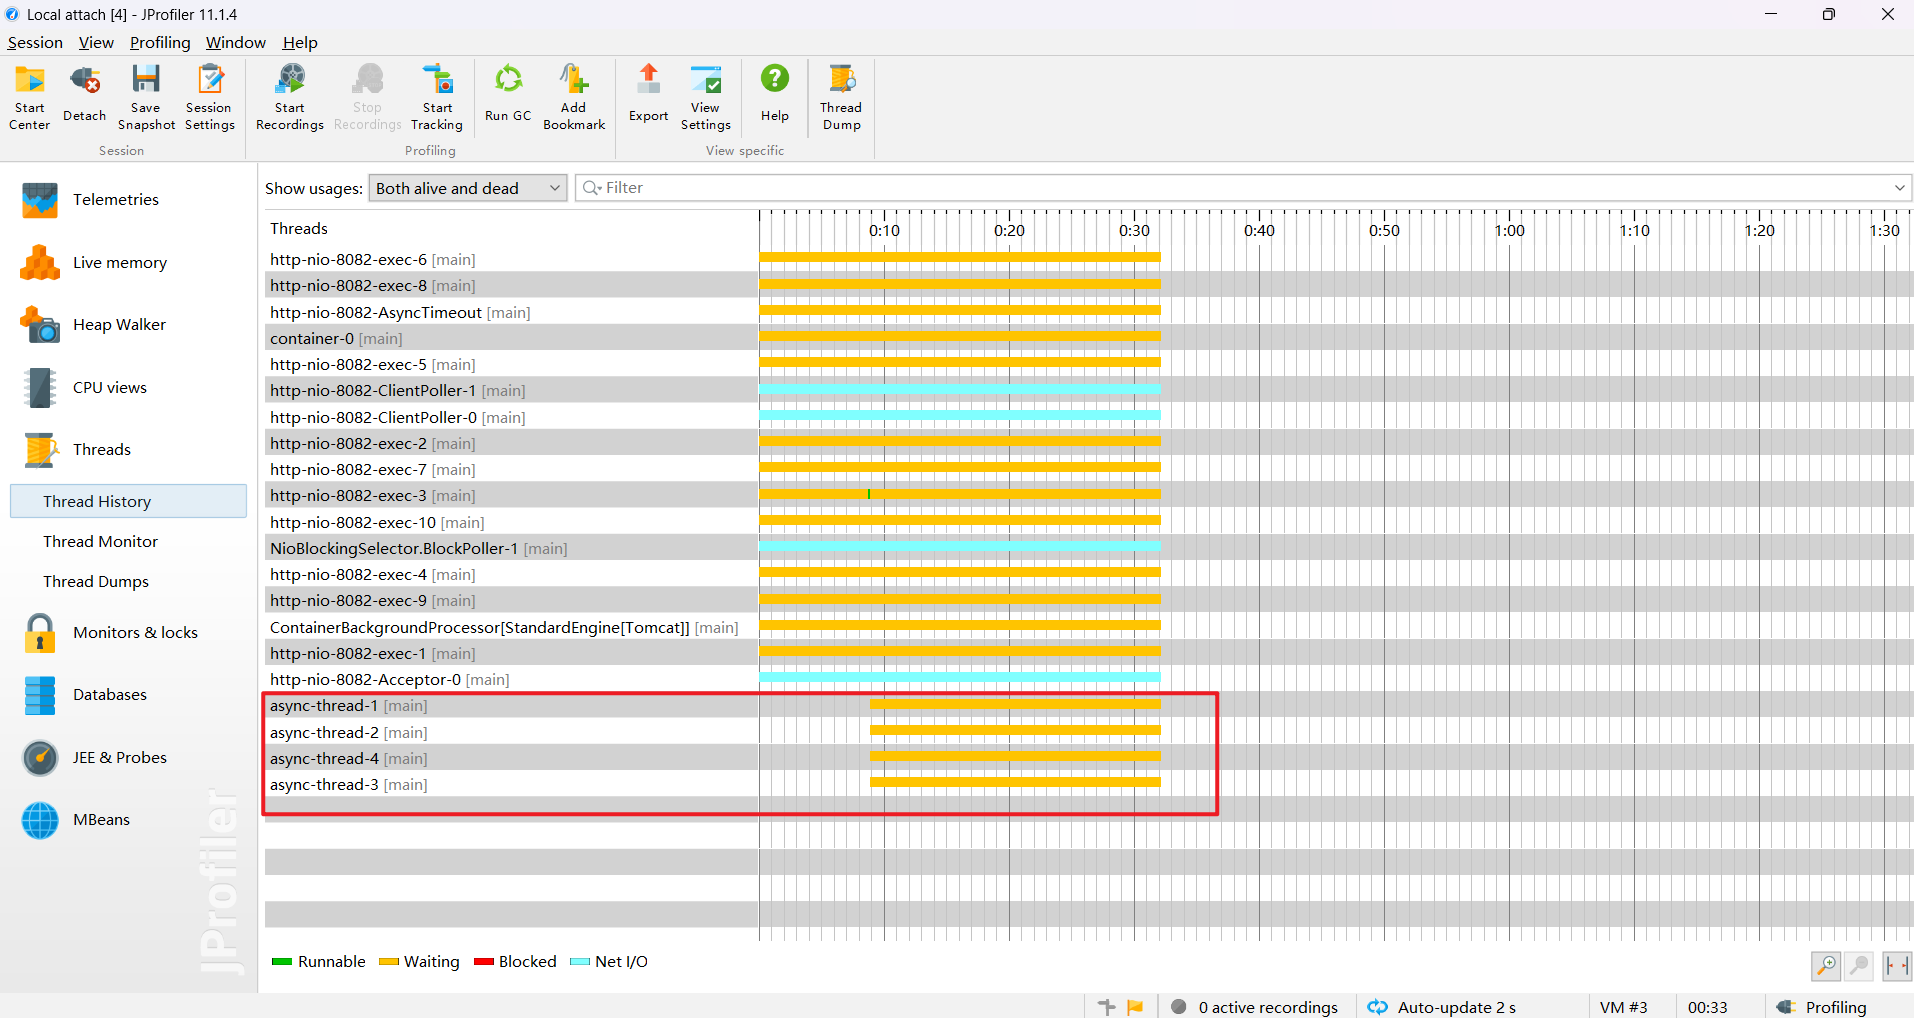 Local attach [4] - JProfiler 11.1.4
Session View Profiling Window Help
Start Center
Detach
Save Snapshot
Session Settings
Start Recordings
Stop Recordings
Start Tracking
Run GC
Add Bookmark
Export
View Settings
Help
Thread Dump
Session
Profiling
View specific
Telemetries
Live memory
Heap Walker
CPU views
Threads
Thread History
Thread Monitor
Thread Dumps
Monitors & locks
Databases
JEE & Probes
MBeans
JProfiler
Show usages: Both alive and dead Filter
Threads 0:10 0:20 0:30 0:40 0:50 1:00 1:10 1:20 1:30
http-nio-8082-exec-6 [main]
http-nio-8082-exec-8 [main]
http-nio-8082-AsyncTimeout [main]
container-0 [main]
http-nio-8082-exec-5 [main]
http-nio-8082-ClientPoller-1 [main]
http-nio-8082-ClientPoller-0 [main]
http-nio-8082-exec-2 [main]
http-nio-8082-exec-7 [main]
http-nio-8082-exec-3 [main]
http-nio-8082-exec-10 [main]
NioBlockingSelector.BlockPoller-1 [main]
http-nio-8082-exec-4 [main]
http-nio-8082-exec-9 [main]
ContainerBackgroundProcessor[StandardEngine[Tomcat]] [main]
http-nio-8082-exec-1 [main]
http-nio-8082-Acceptor-0 [main]
async-thread-1 [main]
async-thread-2 [main]
async-thread-4 [main]
async-thread-3 [main]
Runnable Waiting Blocked Net I/O
0 active recordings Auto-update 2 s VM #3 00:33 Profiling